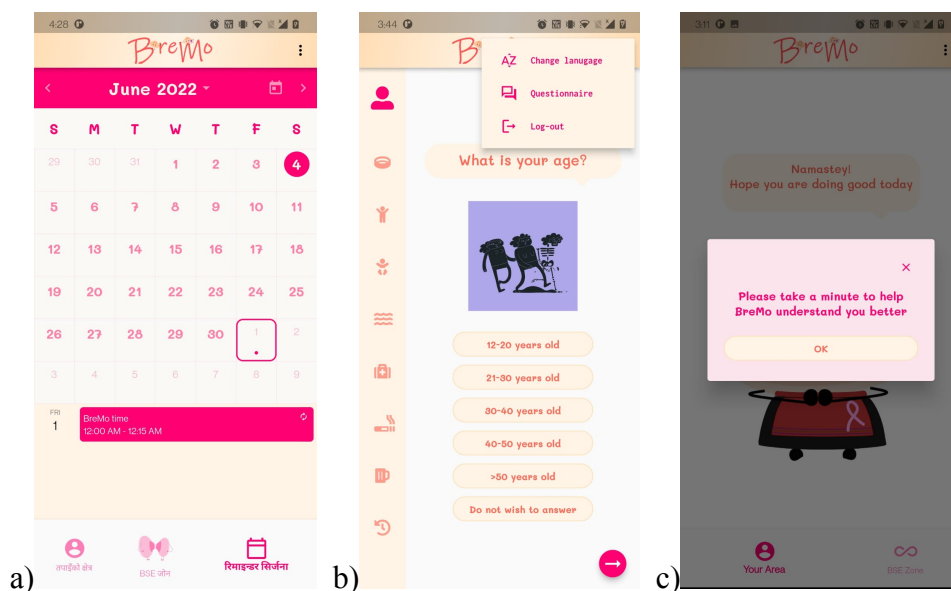 4:28
BreMo
June 2022
S M T W T F S
29 30 31 1 2 3 4
5 6 7 8 9 10 11
12 13 14 15 16 17 18
19 20 21 22 23 24 25
26 27 28 29 30 1 2
3 4 5 6 7 8 9
FRI
1
BreMo time
12:00 AM - 12:15 AM
तपाइँको क्षेत्र
BSE जोन
रिमाइन्डर सिर्जना
a)
3:44
B
AZ Change lanugage
Questionnaire
Log-out
What is your age?
12-20 years old
21-30 years old
30-40 years old
40-50 years old
>50 years old
Do not wish to answer
b)
3:11
BreMo
Namastey!
Hope you are doing good today
Please take a minute to help
BreMo understand you better
OK
Your Area
BSE Zone
c)